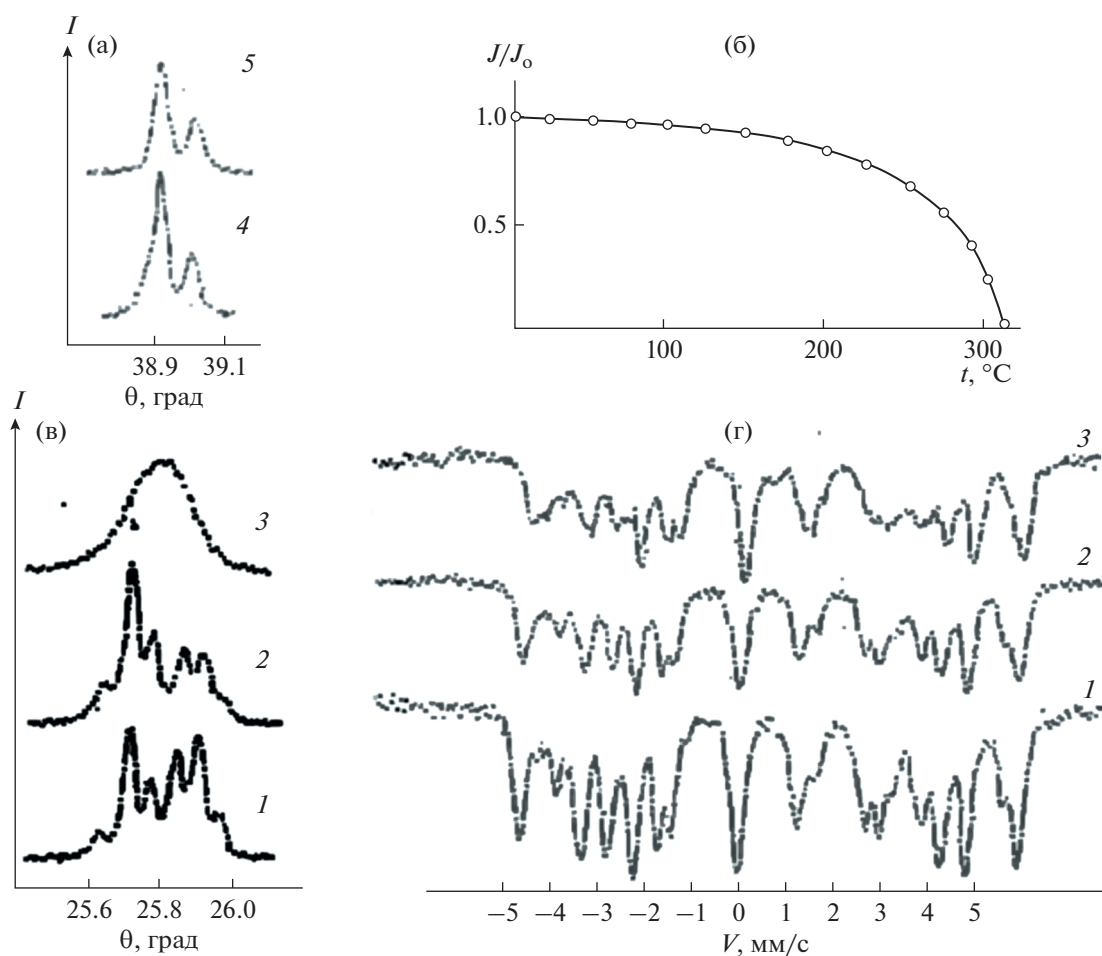 I
(а)
5
4
38.9 39.1
θ, град
J/J₀
(б)
1.0
0.5
100 200 300
t, °C
I
(в)
3
2
1
25.6 25.8 26.0
θ, град
(г)
3
2
1
−5 −4 −3 −2 −1 0 1 2 3 4 5
V, мм/с